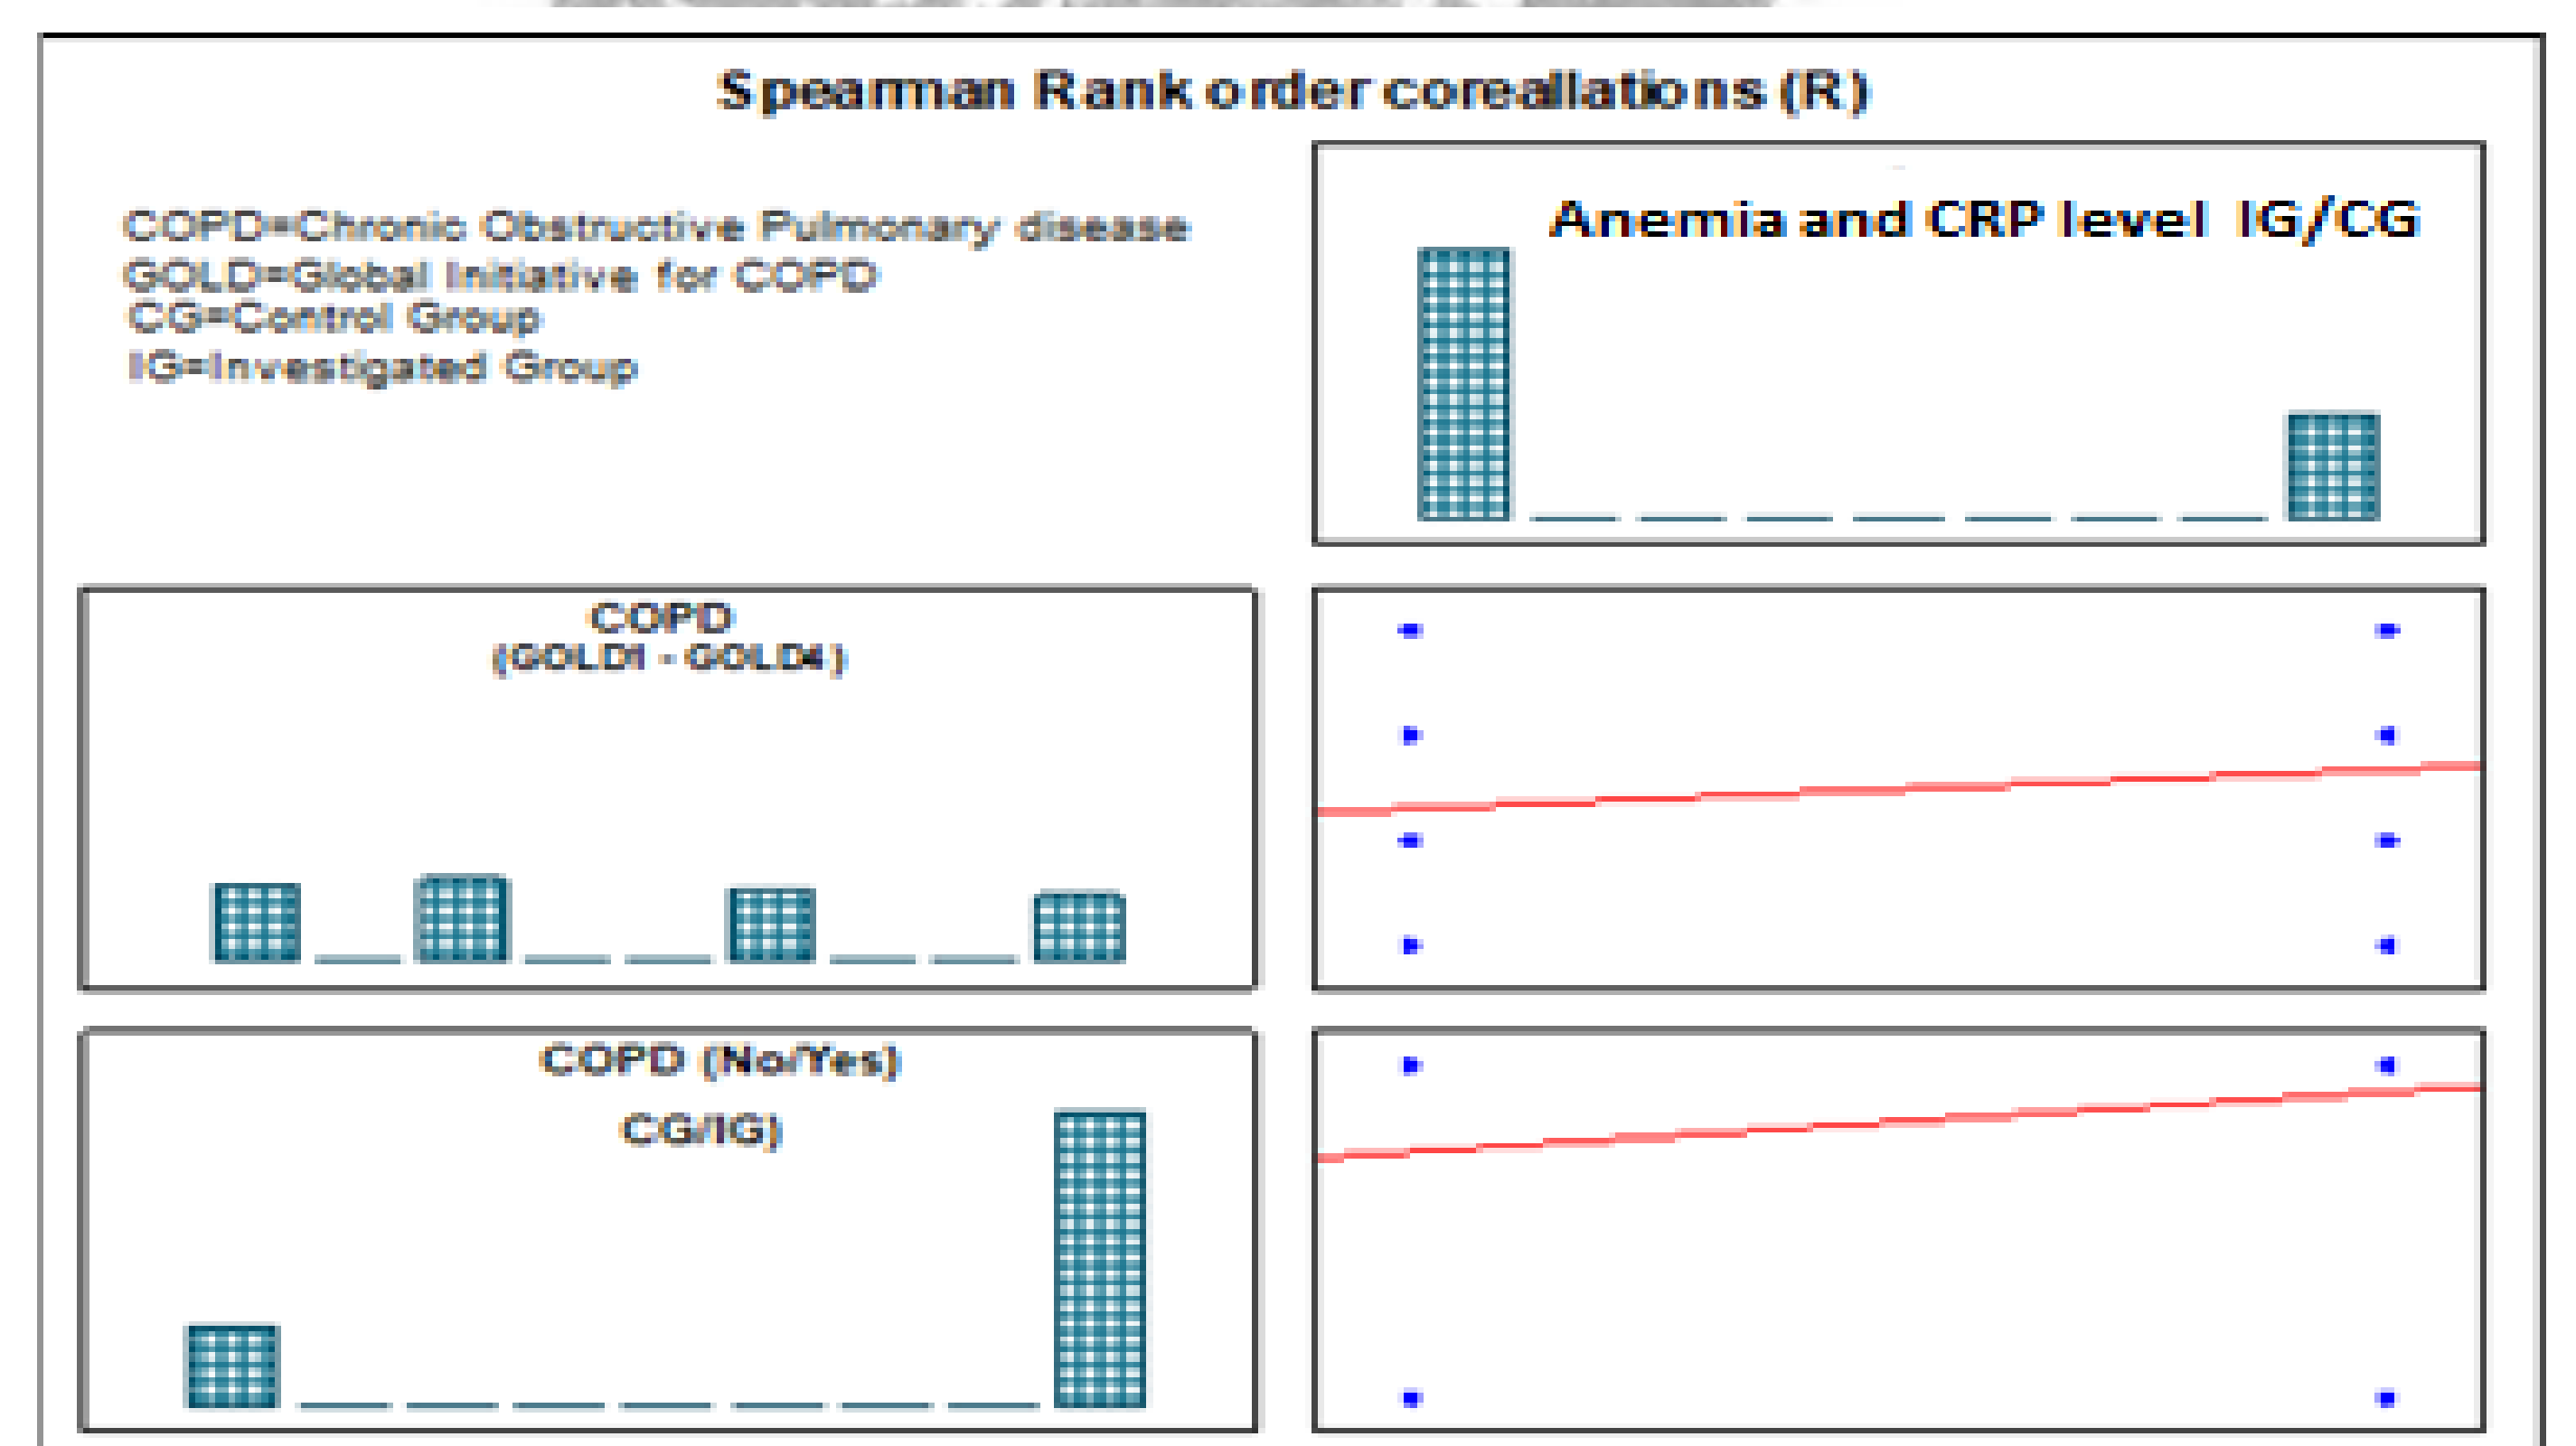 Spearman Rank order coreallations (R)
COPD=Chronic Obstructive Pulmonary disease
GOLD=Global Initiative for COPD
CG=Control Group
IG=Investigated Group
Anemia and CRP level IG/CG
COPD
(GOLD1 - GOLD4)
COPD (No/Yes)
CG/IG)